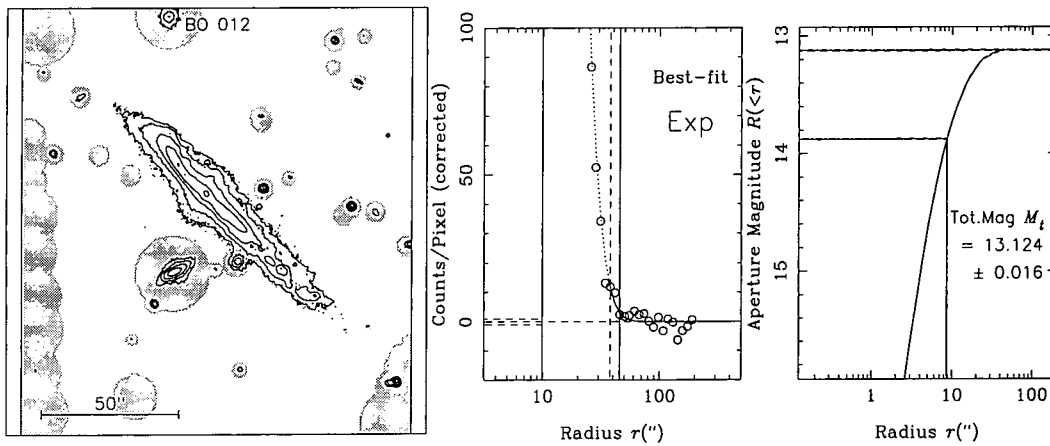 BO 012
50"
Counts/Pixel (corrected)
100
50
0
10
100
Radius r(")
Best-fit
Exp
Aperture Magnitude R(<r)
13
14
15
1
10
100
Radius r(")
Tot.Mag M_t
= 13.124
± 0.016